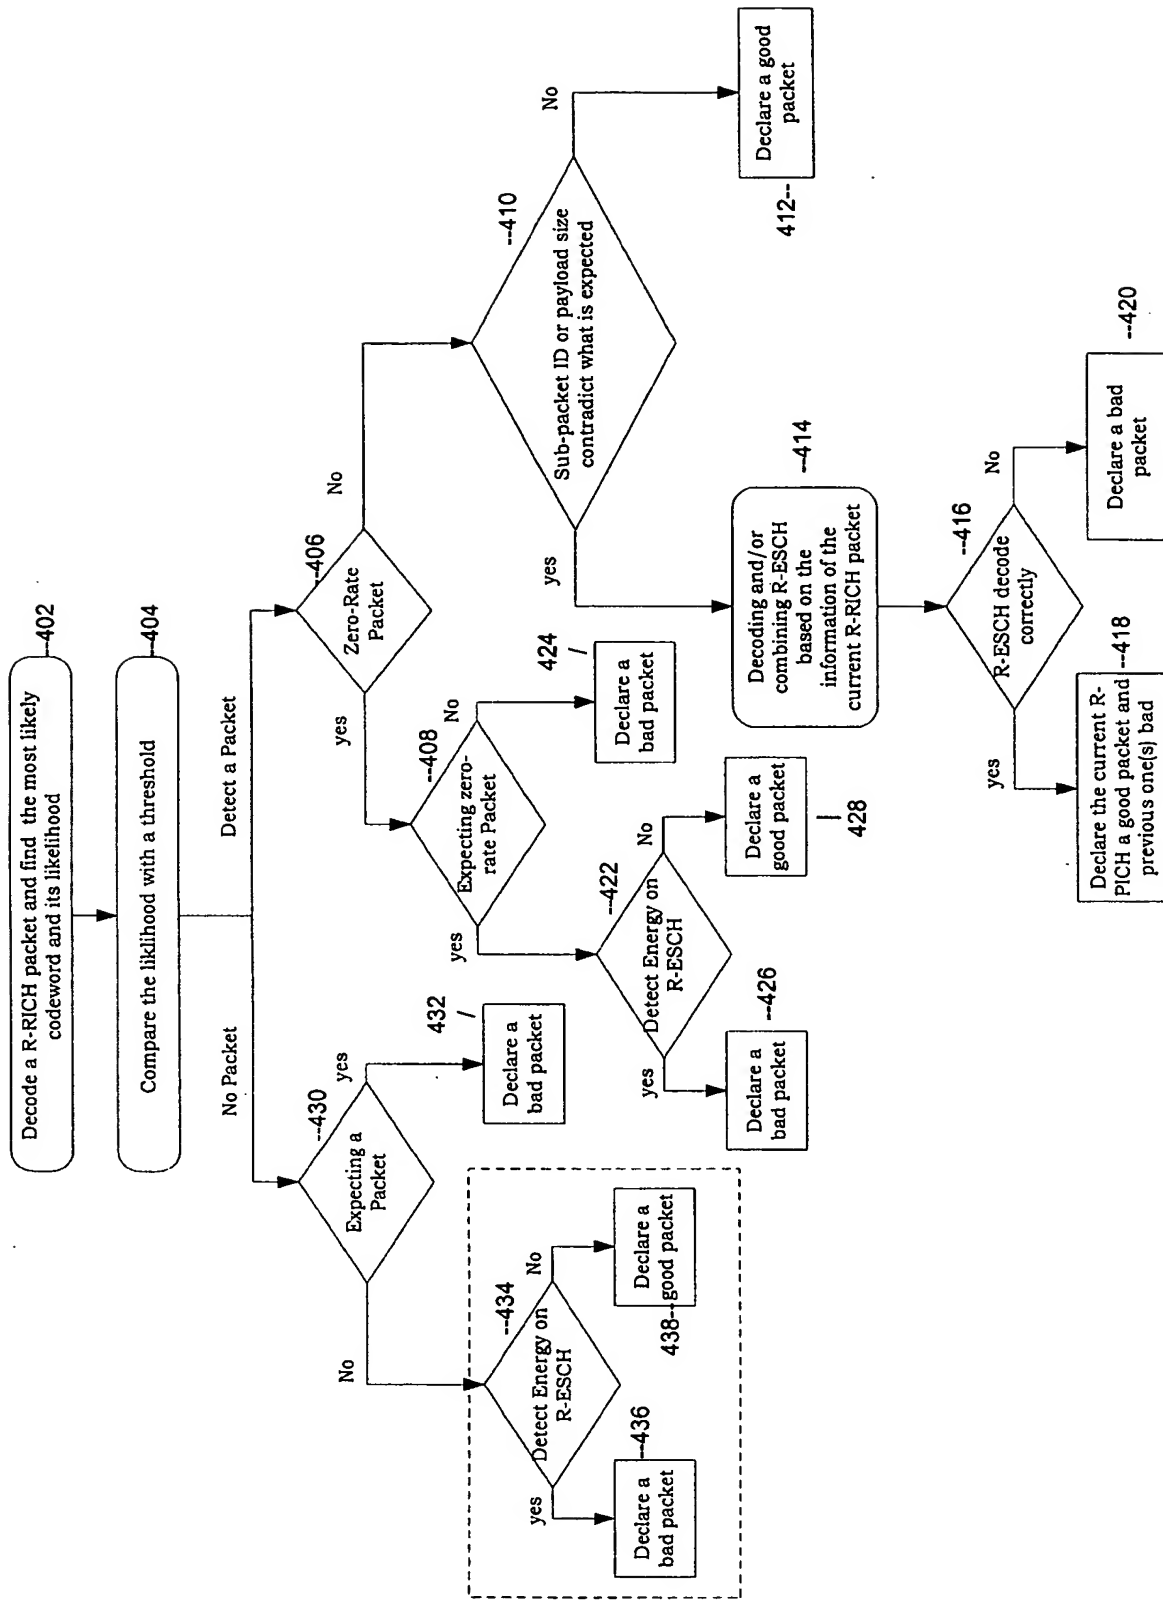 Decode a R-RICH packet and find the most likely
codeword and its likelihood
--402
Compare the liklihood with a threshold
--404
No Packet
Detect a Packet
Expecting a
Packet
--430
Zero-Rate
Packet
--406
No
yes
yes
No
432
Declare a
bad packet
Expecting zero-
rate Packet
--408
yes
No
424
Declare a
bad packet
Sub-packet ID or payload size
contradict what is expected
--410
yes
No
Detect Energy on
R-ESCH
--434
yes
No
Declare a
bad packet
--436
Declare a
good packet
438--
Detect Energy on
R-ESCH
--422
yes
No
Declare a
bad packet
--426
Declare a
good packet
428
Declare a good
packet
412--
Decoding and/or
combining R-ESCH
based on the
information of the
current R-RICH packet
--414
R-ESCH decode
correctly
--416
yes
No
Declare the current R-
PICH a good packet and
previous one(s) bad
--418
Declare a bad
packet
--420